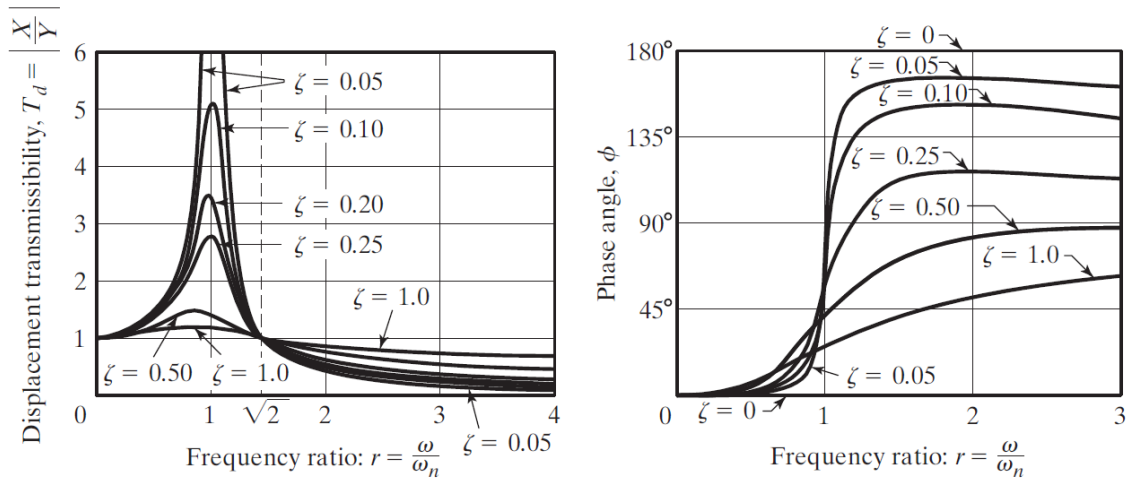 Displacement transmissibility, T_d = |X/Y|
6
5
4
3
2
1
0
1
√2
2
3
4
ζ = 0.05
ζ = 0.10
ζ = 0.20
ζ = 0.25
ζ = 1.0
ζ = 0.50
ζ = 1.0
ζ = 0.05
Frequency ratio: r = ω/ω_n
Phase angle, ϕ
180°
135°
90°
45°
0
1
2
3
ζ = 0
ζ = 0.05
ζ = 0.10
ζ = 0.25
ζ = 0.50
ζ = 1.0
ζ = 0.05
ζ = 0
Frequency ratio: r = ω/ω_n